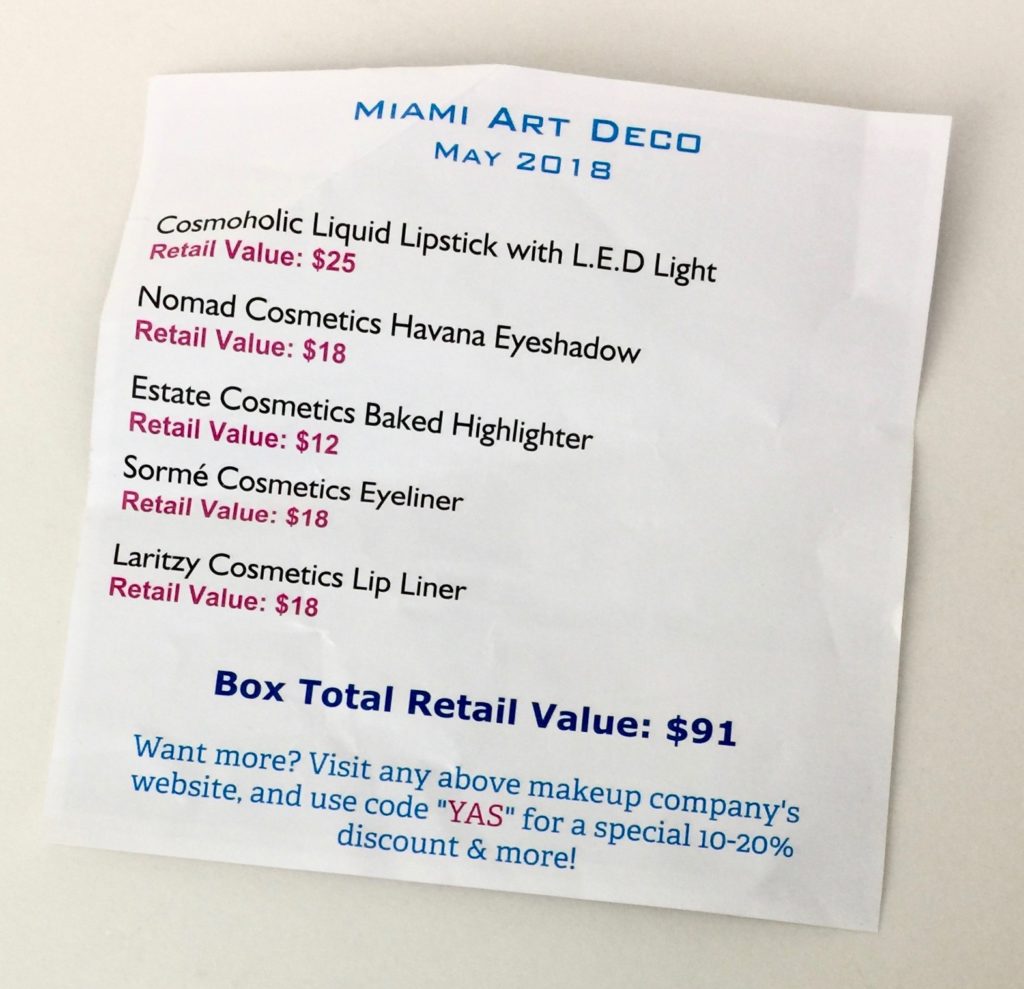 Miami Art Deco
May 2018
Cosmoholic Liquid Lipstick with L.E.D Light
Retail Value: $25
Nomad Cosmetics Havana Eyeshadow
Retail Value: $18
Estate Cosmetics Baked Highlighter
Retail Value: $12
Sormé Cosmetics Eyeliner
Retail Value: $18
Laritzy Cosmetics Lip Liner
Retail Value: $18
Box Total Retail Value: $91
Want more? Visit any above makeup company's
website, and use code "YAS" for a special 10-20%
discount & more!